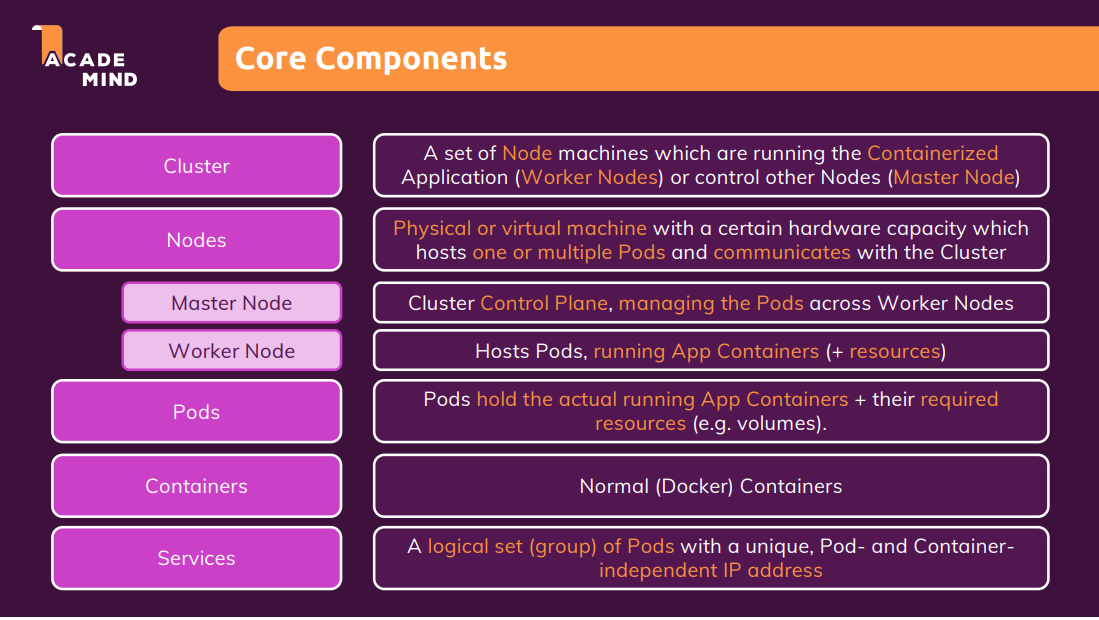 ACADE
MIND
Core Components
Cluster
A set of Node machines which are running the Containerized
Application (Worker Nodes) or control other Nodes (Master Node)
Nodes
Physical or virtual machine with a certain hardware capacity which
hosts one or multiple Pods and communicates with the Cluster
Master Node
Cluster Control Plane, managing the Pods across Worker Nodes
Worker Node
Hosts Pods, running App Containers (+ resources)
Pods
Pods hold the actual running App Containers + their required
resources (e.g. volumes).
Containers
Normal (Docker) Containers
Services
A logical set (group) of Pods with a unique, Pod- and Container-
independent IP address